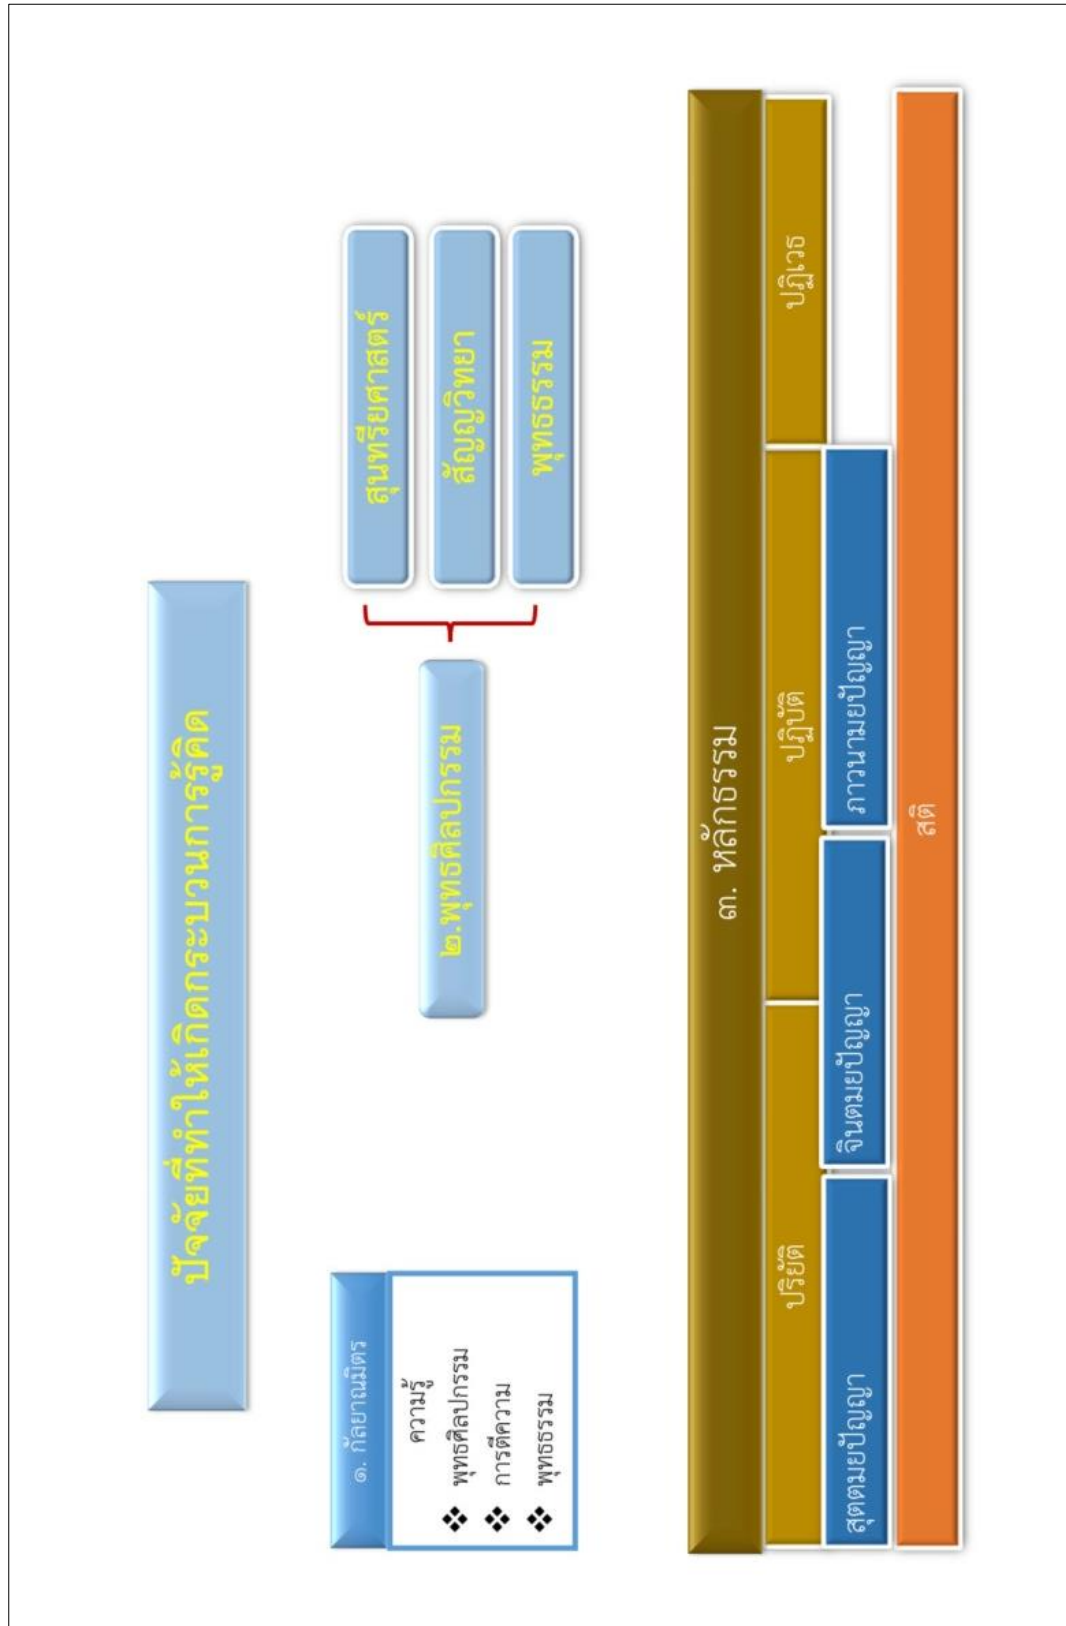 ปัจจัยที่ทำให้เกิดกระบวนการรู้คิด
๑. กัลยาณมิตร
ความรู้
❖ พุทธศิลปกรรม
❖ การตีความ
❖ พุทธธรรม
๒.พุทธศิลปกรรม
สุนทรียศาสตร์
สัญญวิทยา
พุทธธรรม
๓. หลักธรรม
ปริยัติ
ปฏิบัติ
ปฏิเวธ
สุตตมยปัญญา
จินตมยปัญญา
ภาวนามยปัญญา
สติ